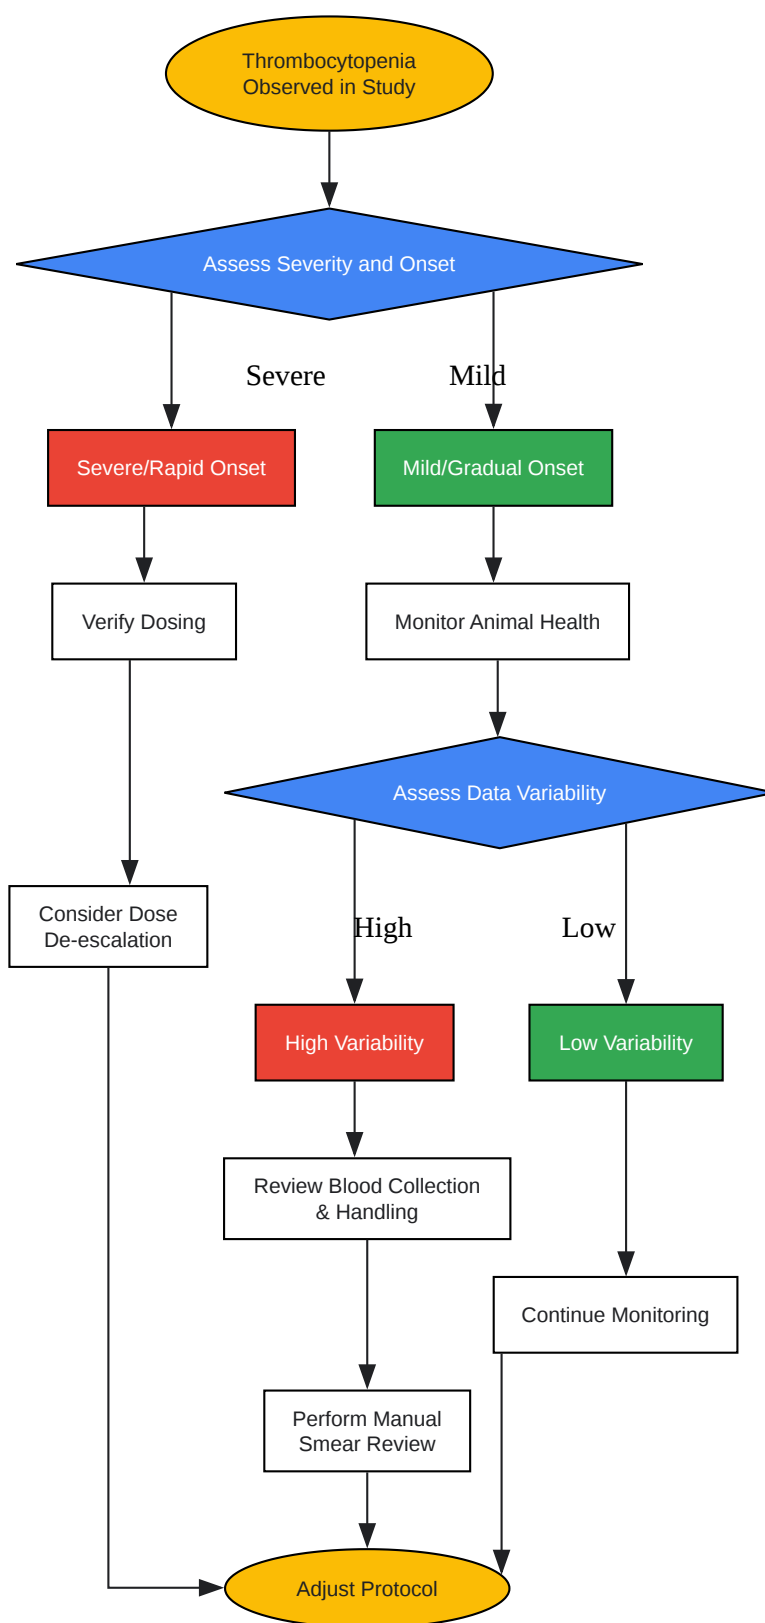 Thrombocytopenia
Observed in Study
Assess Severity and Onset
Severe
Mild
Severe/Rapid Onset
Mild/Gradual Onset
Verify Dosing
Monitor Animal Health
Assess Data Variability
Consider Dose
De-escalation
High
Low
High Variability
Low Variability
Review Blood Collection
& Handling
Continue Monitoring
Perform Manual
Smear Review
Adjust Protocol